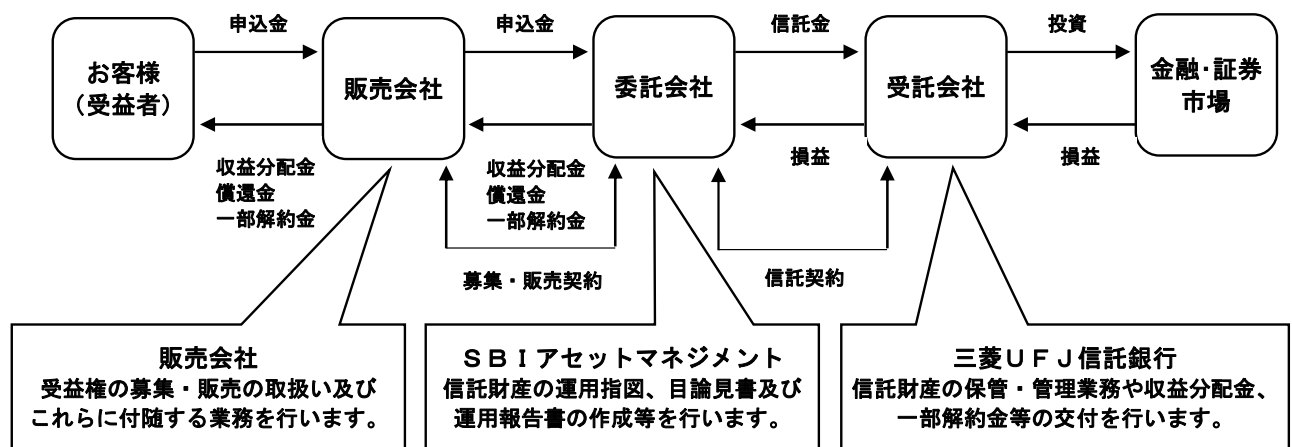 申込金
申込金
信託金
投資
お客様
（受益者）
販売会社
委託会社
受託会社
金融・証券
市場
収益分配金
償還金
一部解約金
収益分配金
償還金
一部解約金
損益
損益
募集・販売契約
信託契約
販売会社
受益権の募集・販売の取扱い及び
これらに付随する業務を行います。
ＳＢＩアセットマネジメント
信託財産の運用指図、目論見書及び
運用報告書の作成等を行います。
三菱ＵＦＪ信託銀行
信託財産の保管・管理業務や収益分配金、
一部解約金等の交付を行います。